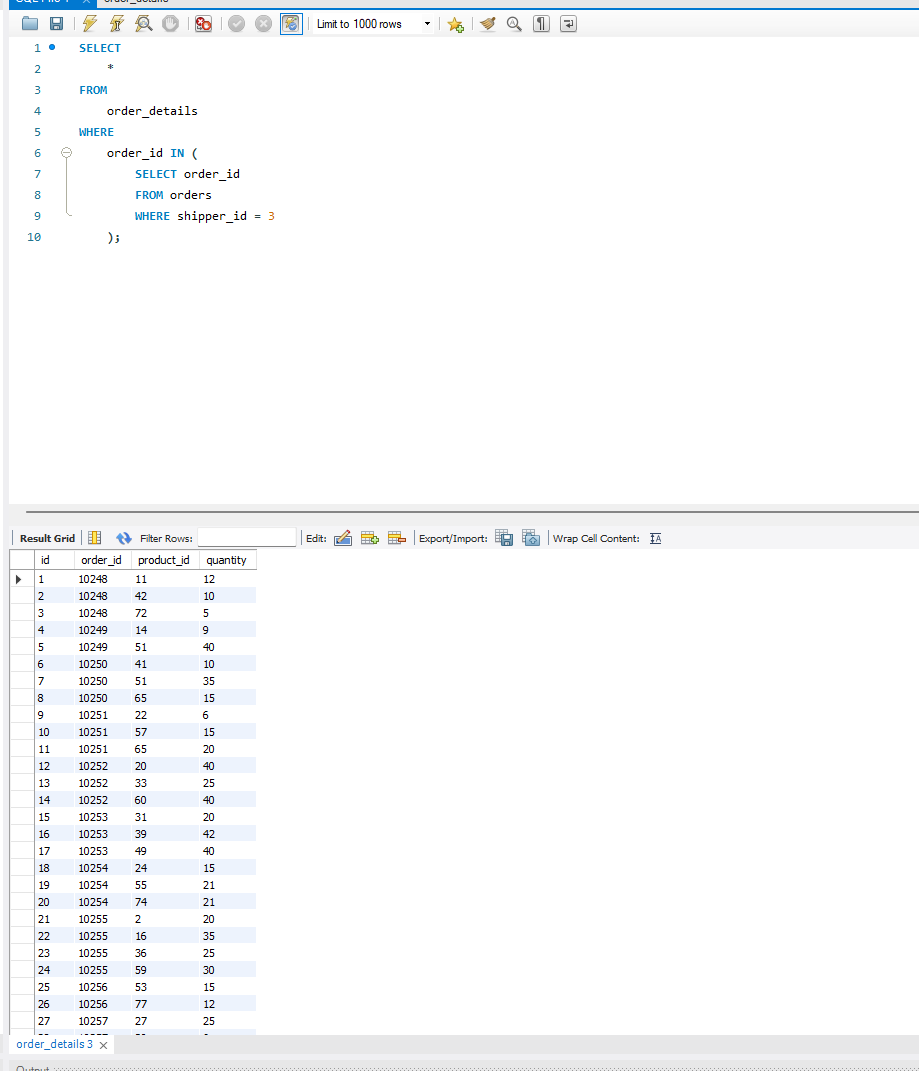 order_details
Limit to 1000 rows
1 SELECT
2 *
3 FROM
4 order_details
5 WHERE
6 order_id IN (
7 SELECT order_id
8 FROM orders
9 WHERE shipper_id = 3
10 );
Result Grid Filter Rows: Edit: Export/Import: Wrap Cell Content:
id order_id product_id quantity
1 10248 11 12
2 10248 42 10
3 10248 72 5
4 10249 14 9
5 10249 51 40
6 10250 41 10
7 10250 51 35
8 10250 65 15
9 10251 22 6
10 10251 57 15
11 10251 65 20
12 10252 20 40
13 10252 33 25
14 10252 60 40
15 10253 31 20
16 10253 39 42
17 10253 49 40
18 10254 24 15
19 10254 55 21
20 10254 74 21
21 10255 2 20
22 10255 16 35
23 10255 36 25
24 10255 59 30
25 10256 53 15
26 10256 77 12
27 10257 27 25
order_details 3
Output